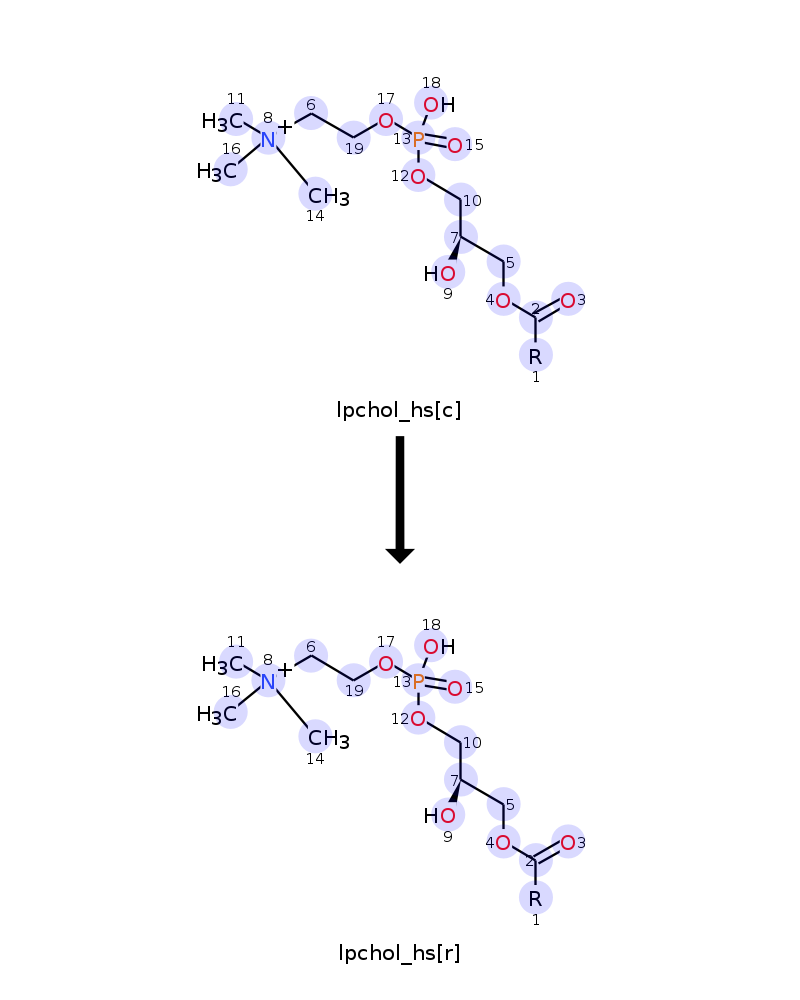 18
11 17 OH
H3C 8 + 6
16 N 13 P O 15
H3C 19 O
CH3 12 O
14 10
7
HO 5
9 4 O 2 O 3
R
1
lpchol_hs[c]
18
11 17 OH
H3C 8 + 6 O
16 N 13 P O 15
H3C 19
CH3 12 O
14 10
7
HO 5
9 4 O O 3
2
R
1
lpchol_hs[r]